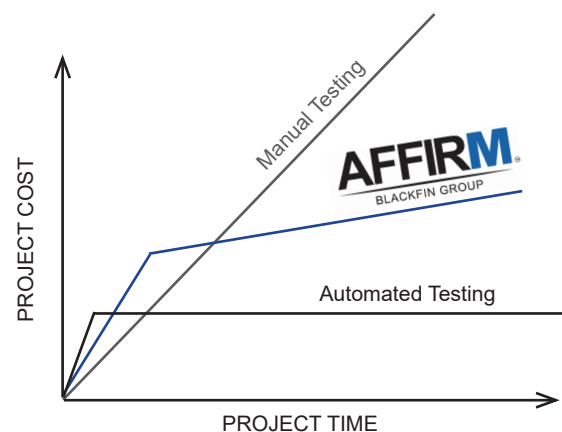 Manual Testing
AFFIRM
BLACKFIN GROUP
PROJECT COST
Automated Testing
PROJECT TIME